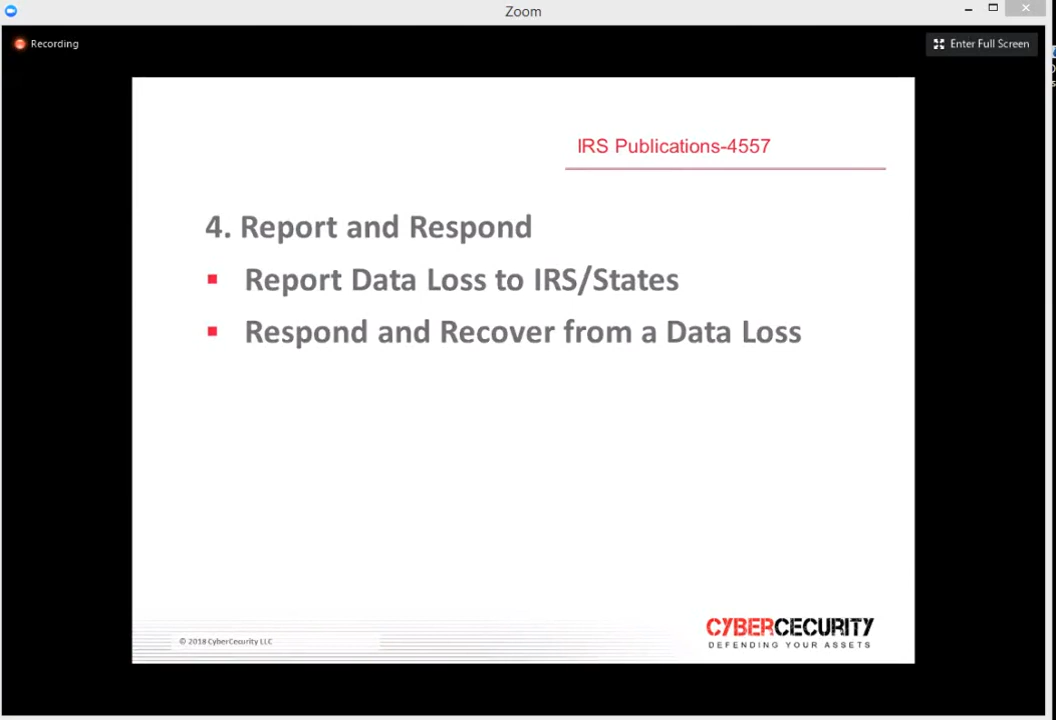 Zoom
Recording
Enter Full Screen
IRS Publications-4557
4. Report and Respond
▪ Report Data Loss to IRS/States
▪ Respond and Recover from a Data Loss
© 2018 CyberCecurity LLC
CYBERCECURITY
DEFENDING YOUR ASSETS